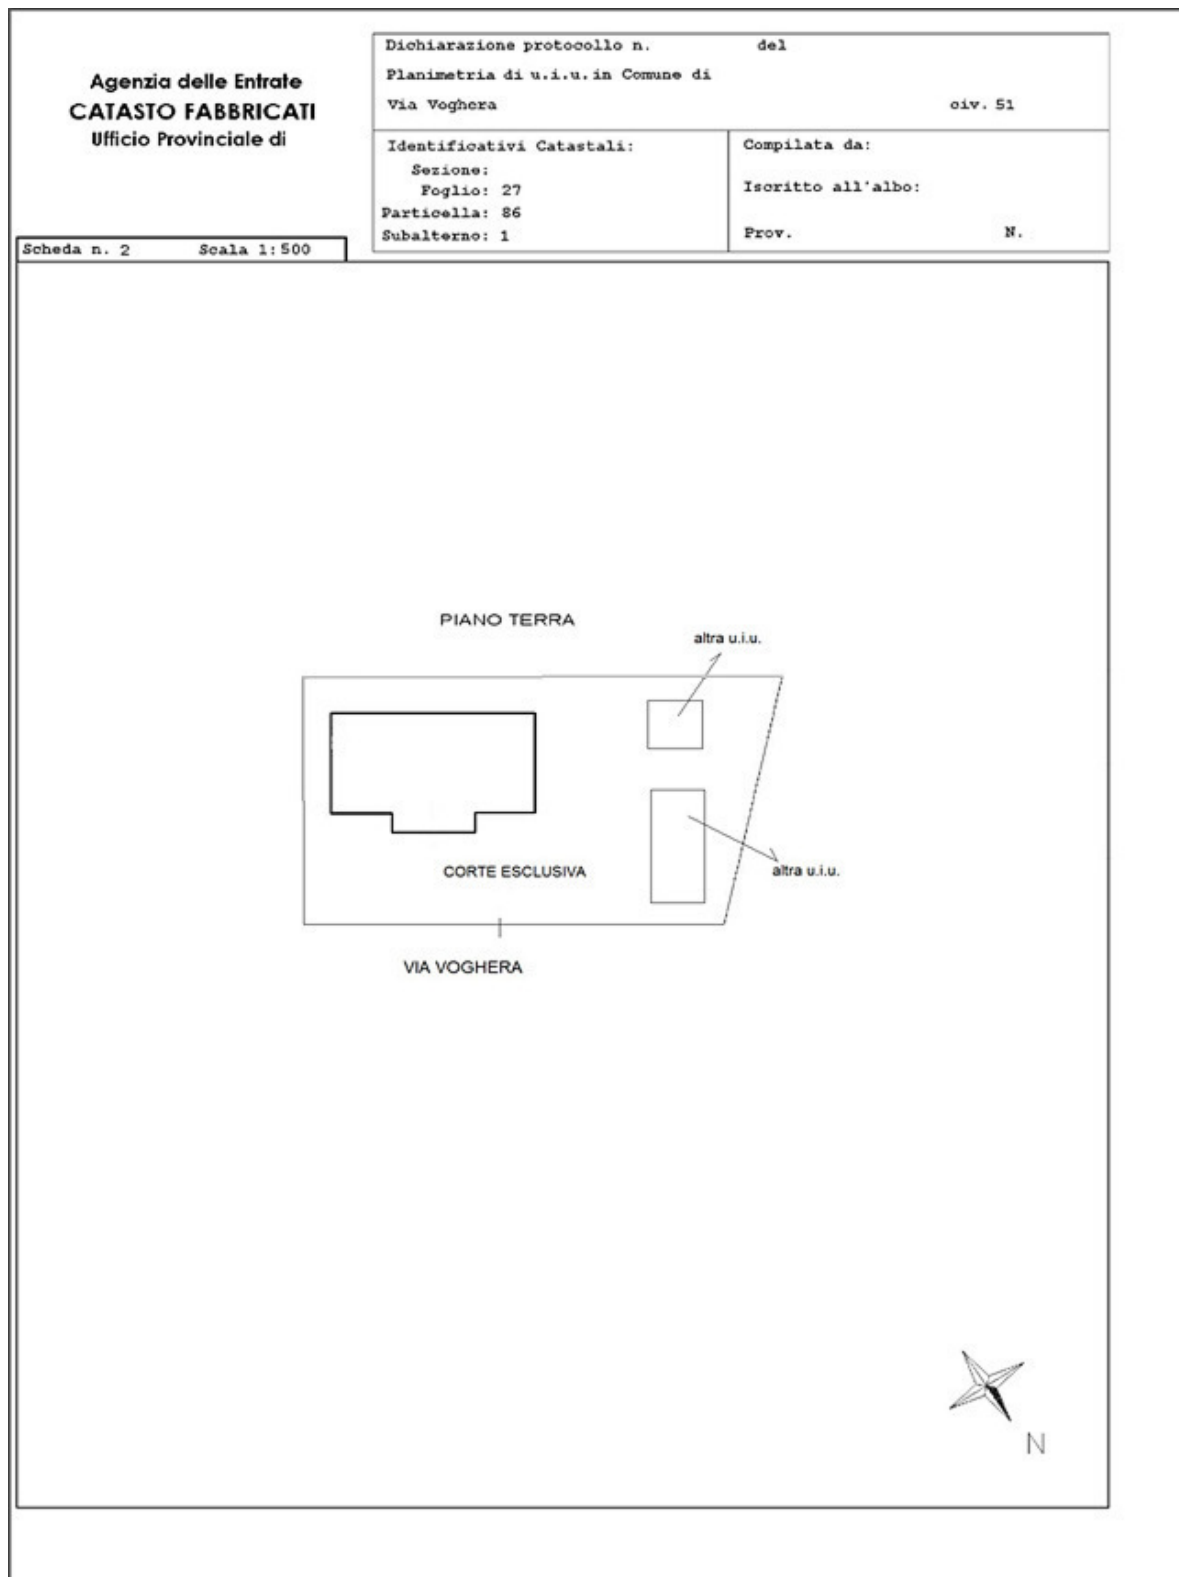 Agenzia delle Entrate
CATASTO FABBRICATI
Ufficio Provinciale di
Dichiarazione protocollo n. del
Planimetria di u.i.u. in Comune di
Via Voghera civ. 51
Identificativi Catastali:
Sezione:
Foglio: 27
Particella: 86
Subalterno: 1
Compilata da:
Iscritto all'albo:
Prov. N.
Scheda n. 2 Scala 1:500
PIANO TERRA
altra u.i.u.
altra u.i.u.
CORTE ESCLUSIVA
VIA VOGHERA
N